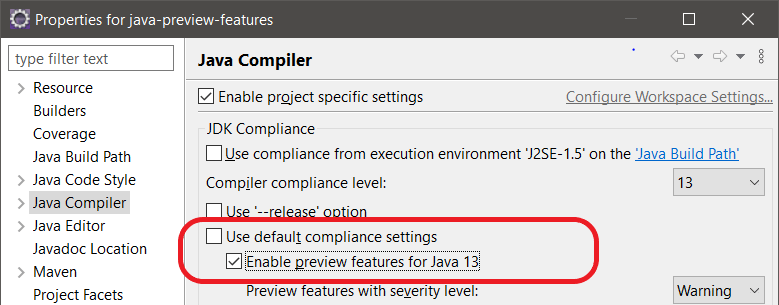 Properties for java-preview-features
type filter text
Resource
Builders
Coverage
Java Build Path
Java Code Style
Java Compiler
Java Editor
Javadoc Location
Maven
Project Facets
Java Compiler
Enable project specific settings
Configure Workspace Settings...
JDK Compliance
Use compliance from execution environment 'J2SE-1.5' on the 'Java Build Path'
Compiler compliance level: 13
Use '--release' option
Use default compliance settings
Enable preview features for Java 13
Preview features with severity level: Warning